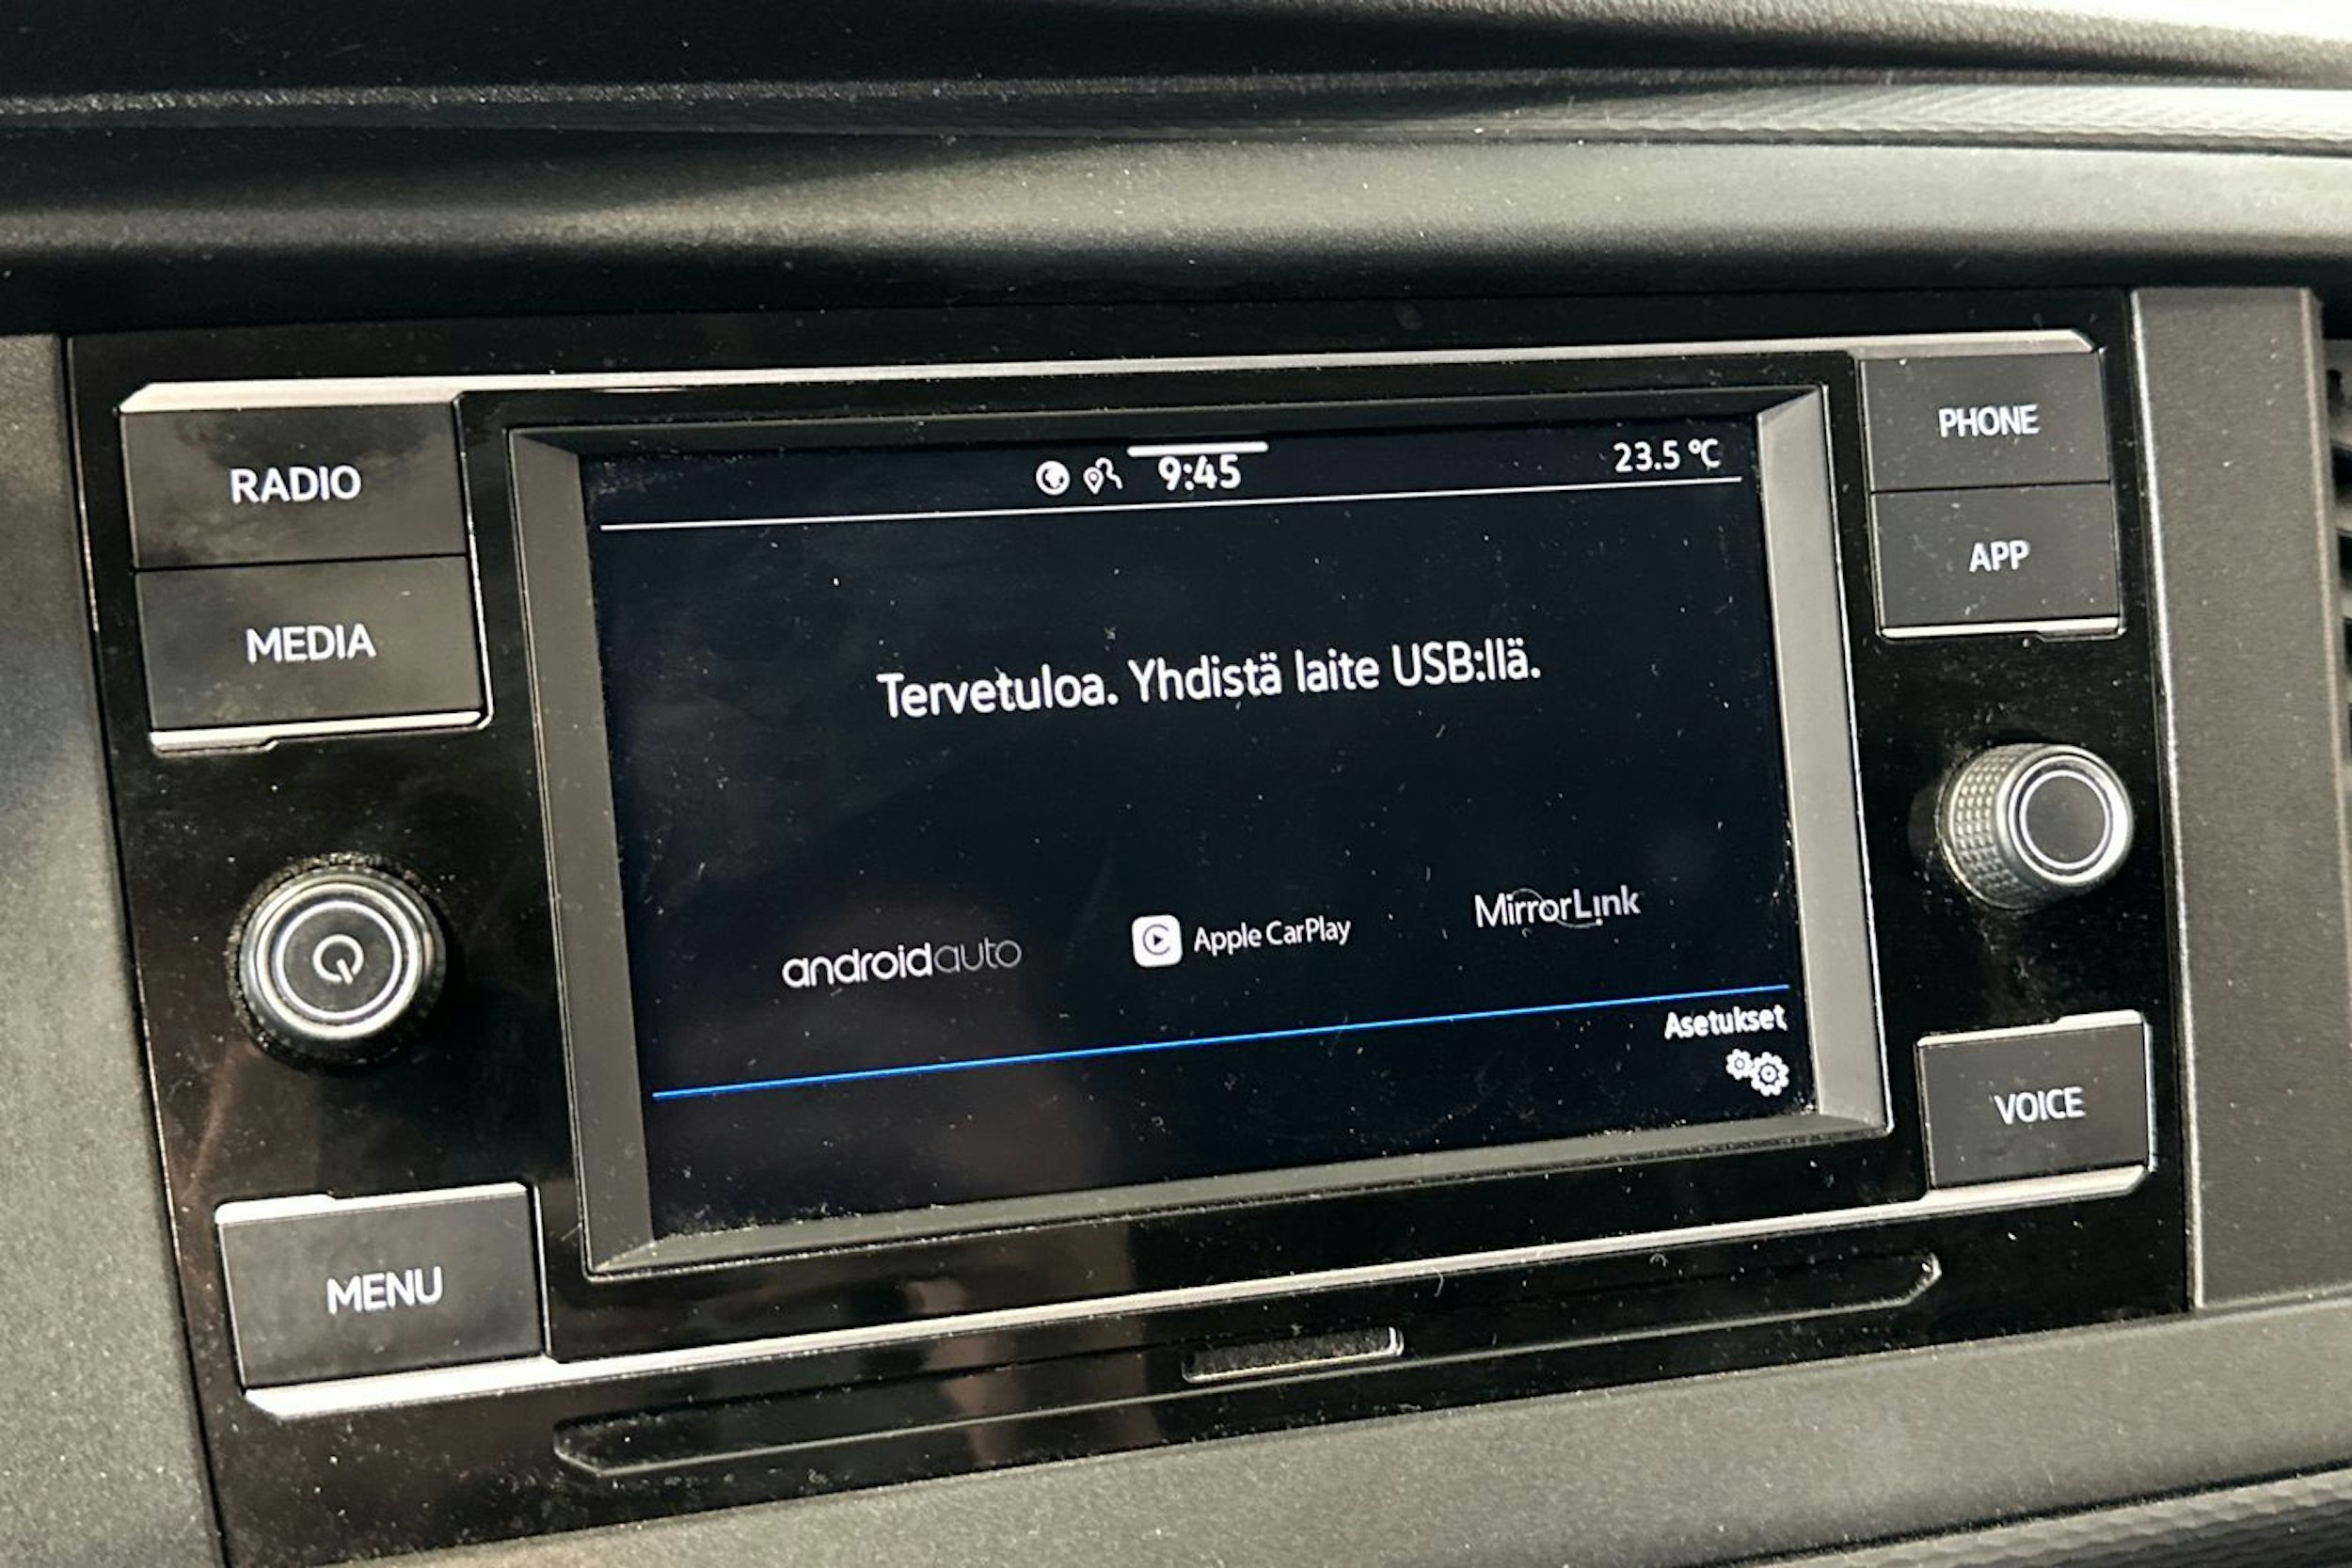 RADIO
MEDIA
MENU
9:45
23.5 °C
Tervetuloa. Yhdistä laite USB:llä.
androidauto
Apple CarPlay
MirrorLink
Asetukset
PHONE
APP
VOICE